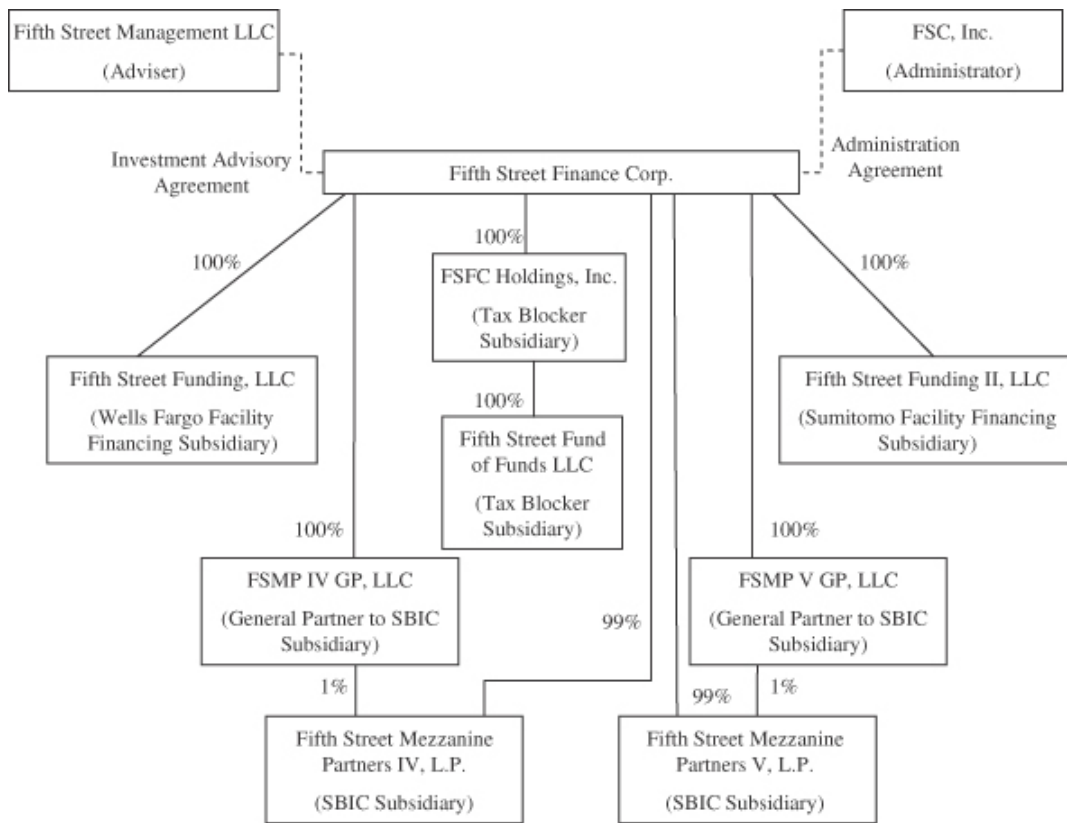 Fifth Street Management LLC
(Adviser)
FSC, Inc.
(Administrator)
Investment Advisory
Agreement
Administration
Agreement
Fifth Street Finance Corp.
100%
100%
100%
FSFC Holdings, Inc.
(Tax Blocker
Subsidiary)
Fifth Street Funding, LLC
(Wells Fargo Facility
Financing Subsidiary)
Fifth Street Funding II, LLC
(Sumitomo Facility Financing
Subsidiary)
100%
Fifth Street Fund
of Funds LLC
(Tax Blocker
Subsidiary)
100%
100%
FSMP IV GP, LLC
(General Partner to SBIC
Subsidiary)
99%
FSMP V GP, LLC
(General Partner to SBIC
Subsidiary)
1%
99%
1%
Fifth Street Mezzanine
Partners IV, L.P.
(SBIC Subsidiary)
Fifth Street Mezzanine
Partners V, L.P.
(SBIC Subsidiary)